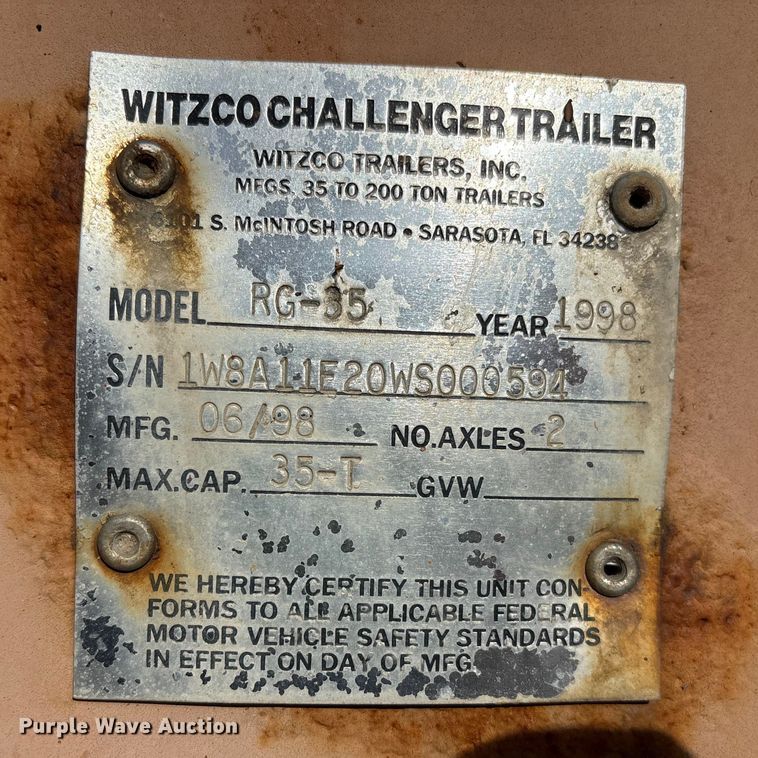 WITZCO CHALLENGER TRAILER
WITZCO TRAILERS, INC.
MFGS. 35 TO 200 TON TRAILERS
S. McINTOSH ROAD • SARASOTA, FL 34238
MODEL RG-35 YEAR 1998
S/N 1W8A11E20WS000594
MFG. 06/98 NO.AXLES 2
MAX.CAP. 35-T GVW
WE HEREBY CERTIFY THIS UNIT CON-
FORMS TO ALL APPLICABLE FEDERAL
MOTOR VEHICLE SAFETY STANDARDS
IN EFFECT ON DAY OF MFG.
Purple Wave Auction